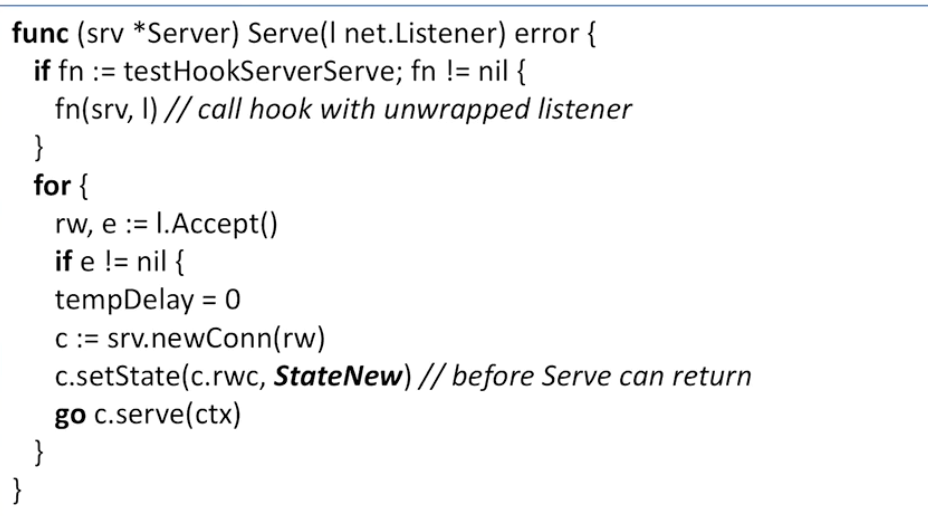 func (srv *Server) Serve(l net.Listener) error {
if fn := testHookServerServe; fn != nil {
fn(srv, l) // call hook with unwrapped listener
}
for {
rw, e := l.Accept()
if e != nil {
tempDelay = 0
c := srv.newConn(rw)
c.setState(c.rwc, StateNew) // before Serve can return
go c.serve(ctx)
}
}